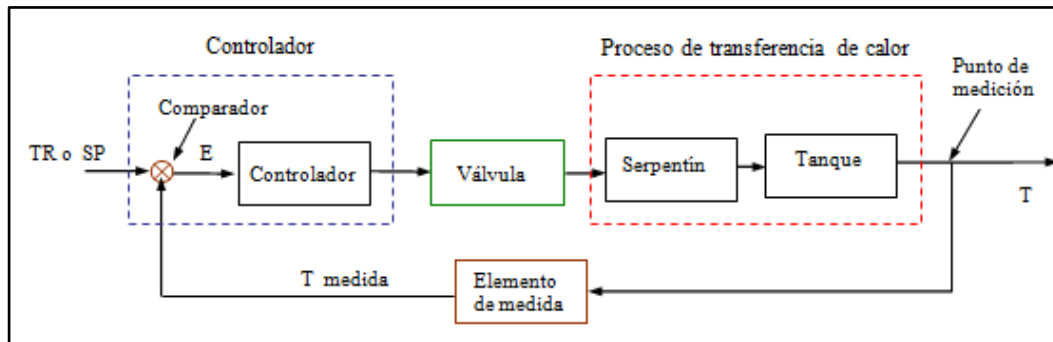 Controlador
Proceso de transferencia de calor
Punto de
medición
Comparador
TR o SP
E
Controlador
Válvula
Serpentín
Tanque
T
T medida
Elemento
de medida